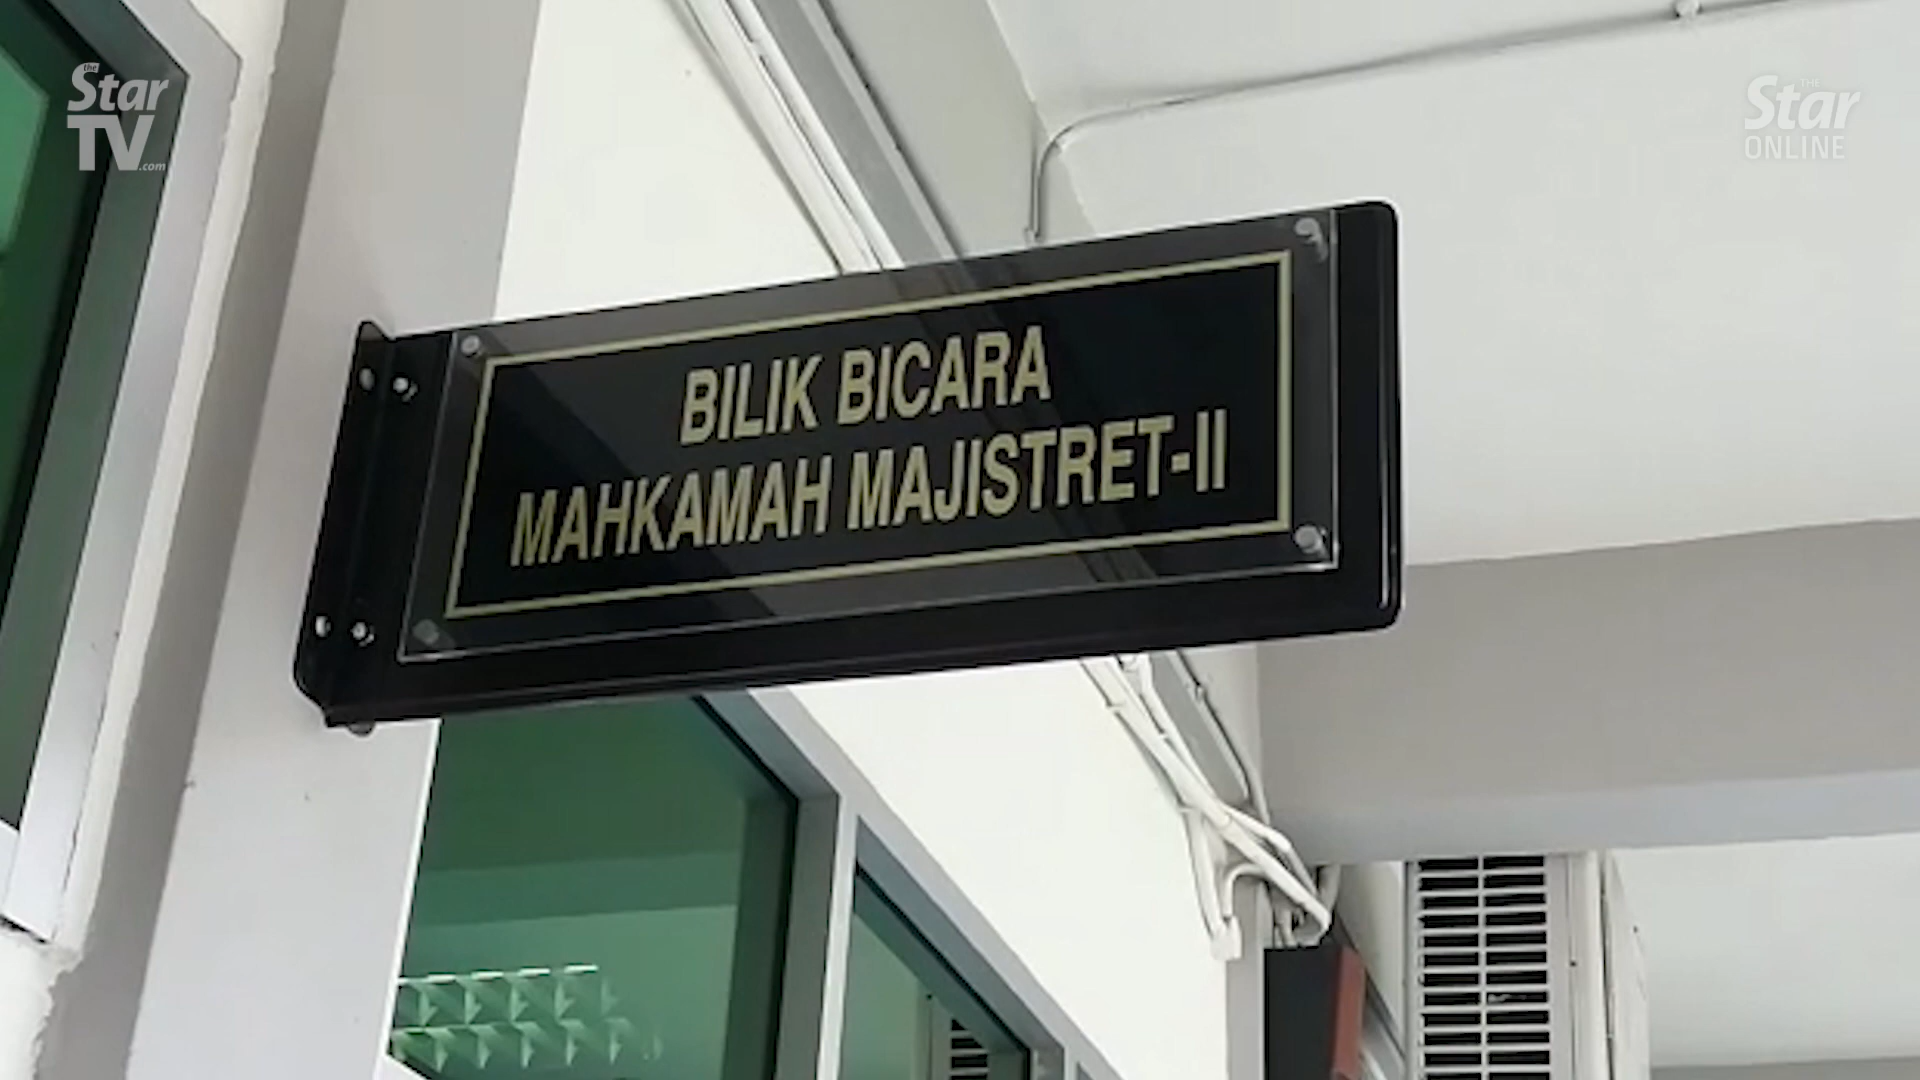 the
Star
TV.com
THE
Star
ONLINE
BILIK BICARA
MAHKAMAH MAJISTRET-II